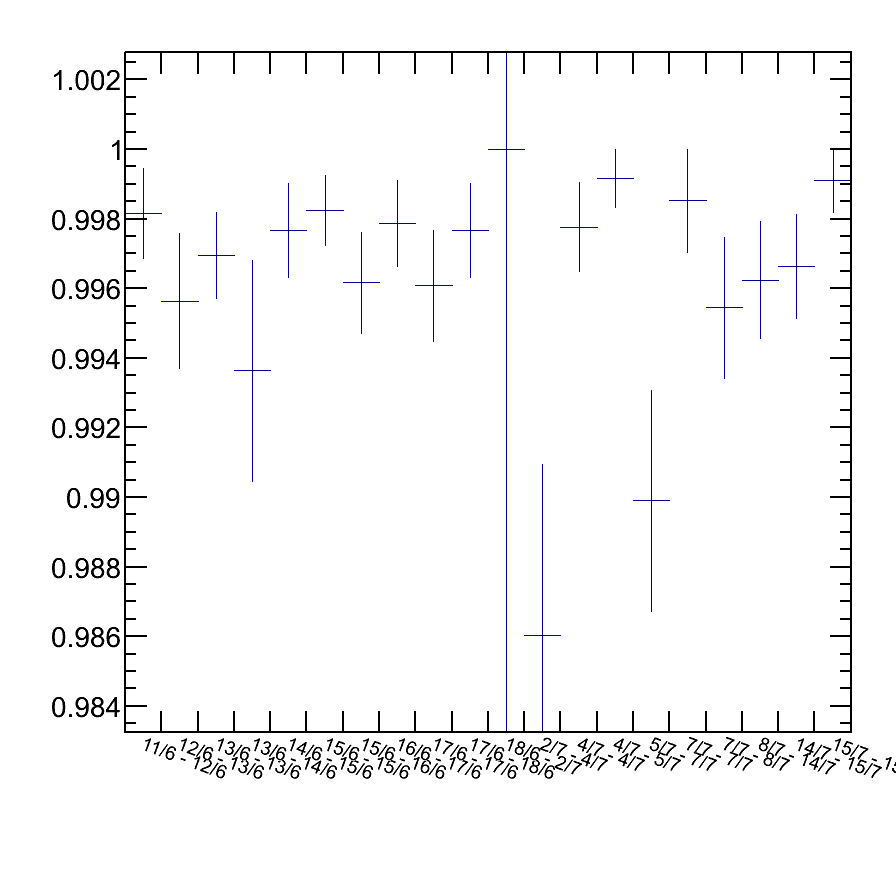 1.002
1
0.998
0.996
0.994
0.992
0.99
0.988
0.986
0.984
11/6 - 12/6
12/6 - 13/6
13/6 - 13/6
13/6 - 14/6
14/6 - 15/6
15/6 - 15/6
15/6 - 16/6
16/6 - 17/6
17/6 - 17/6
17/6 - 18/6
18/6 - 2/7
2/7 - 4/7
4/7 - 4/7
4/7 - 5/7
5/7 - 7/7
7/7 - 7/7
7/7 - 8/7
8/7 - 14/7
14/7 - 15/7
15/7 - 15